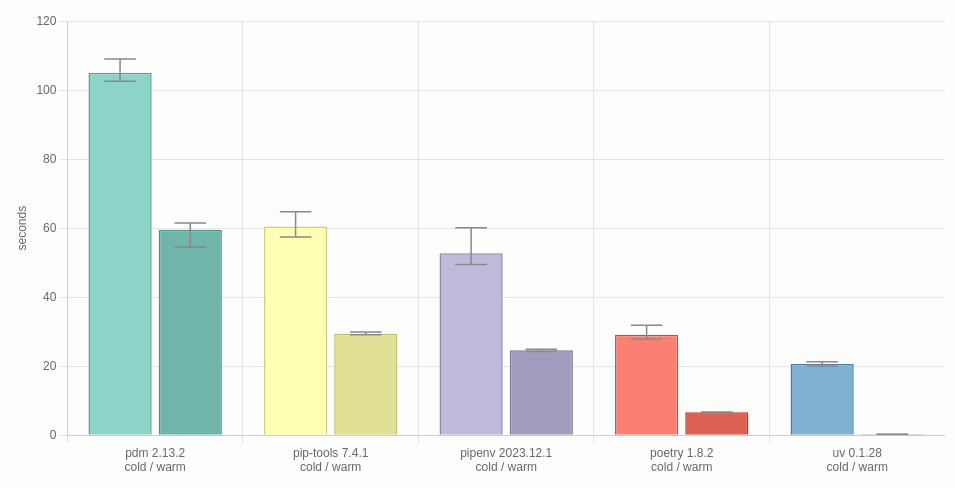 120
100
80
60
40
20
0
seconds
pdm 2.13.2
cold / warm
pip-tools 7.4.1
cold / warm
pipenv 2023.12.1
cold / warm
poetry 1.8.2
cold / warm
uv 0.1.28
cold / warm